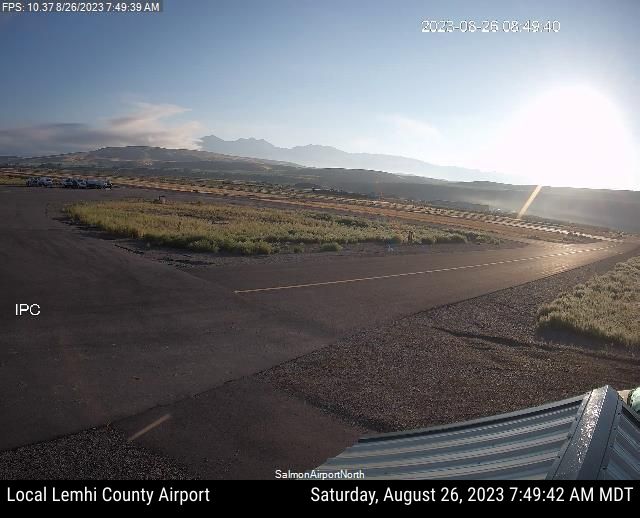 FPS: 10.37 8/26/2023 7:49:39 AM
2023-08-26 08:49:40
IPC
SalmonAirportNorth
Local Lemhi County Airport
Saturday, August 26, 2023 7:49:42 AM MDT